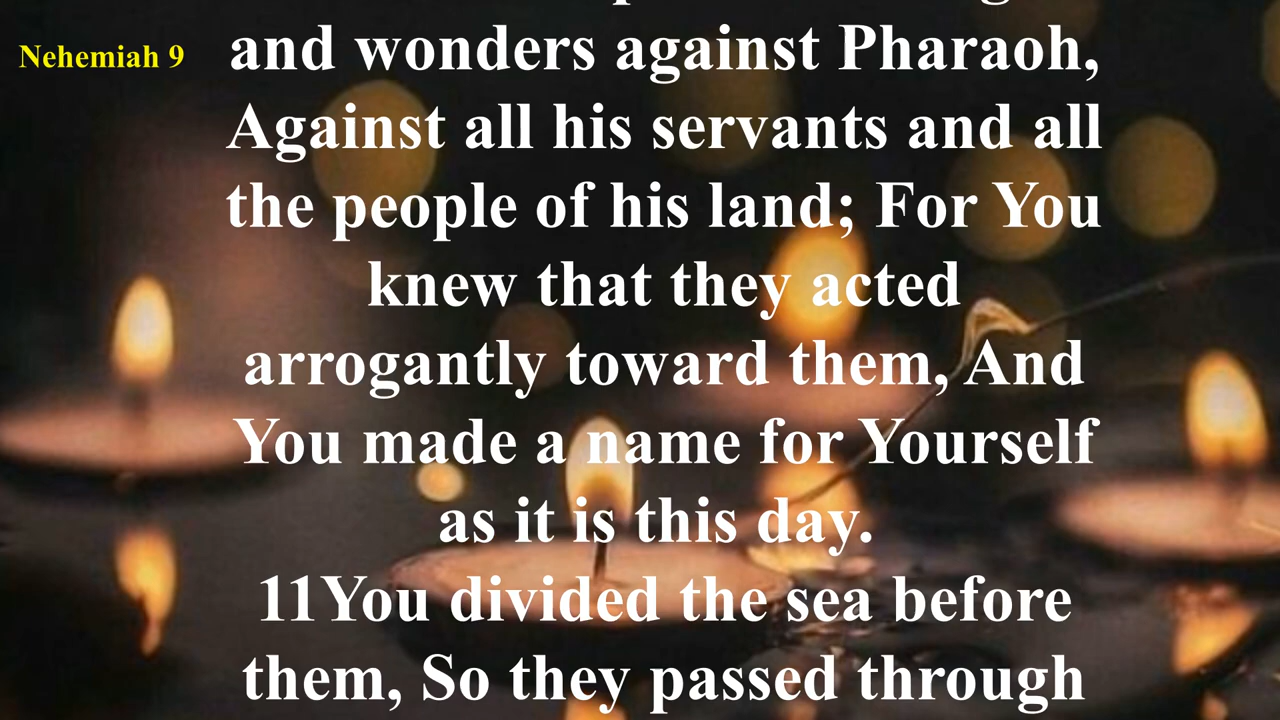 Nehemiah 9
and wonders against Pharaoh,
Against all his servants and all
the people of his land; For You
knew that they acted
arrogantly toward them, And
You made a name for Yourself
as it is this day.
11You divided the sea before
them, So they passed through